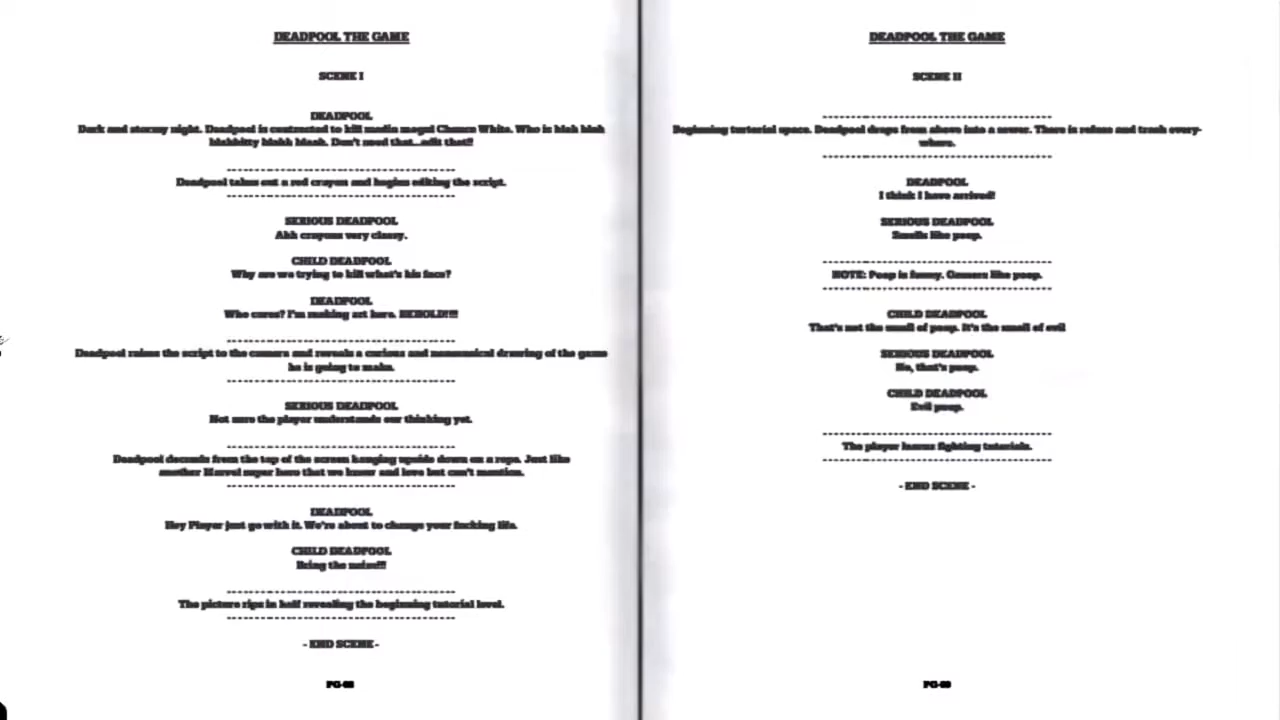 DEADPOOL THE GAME
SCENE I
DEADPOOL
Dark and stormy night. Deadpool is contracted to kill media mogul Chance White. Who is blah blah
blahbitty blahh blaah. Don't need that...edit that!!
--------------------------------------------
Deadpool takes out a red crayon and begins editing the script.
--------------------------------------------
SERIOUS DEADPOOL
Ahh crayons very classy.
CHILD DEADPOOL
Why are we trying to kill what's his face?
DEADPOOL
Who cares? I'm making art here. BEHOLD!!!!
--------------------------------------------
Deadpool raises the script to the camera and reveals a curious and nonsensical drawing of the game
he is going to make.
--------------------------------------------
SERIOUS DEADPOOL
Not sure the player understands our thinking yet.
--------------------------------------------
Deadpool decends from the top of the screen hanging upside down on a rope. Just like
another Marvel super hero that we know and love but can't mention.
--------------------------------------------
DEADPOOL
Hey Player just go with it. We're about to change your fucking life.
CHILD DEADPOOL
Bring the noise!!!
--------------------------------------------
The picture rips in half revealing the beginning tutorial level.
--------------------------------------------
- END SCENE -
DEADPOOL THE GAME
SCENE II
--------------------------------------------
Beginning turtorial space. Deadpool drops from above into a sewer. There is refuse and trash every-
where.
--------------------------------------------
DEADPOOL
I think I have arrived!
SERIOUS DEADPOOL
Smells like poop.
--------------------------------------------
NOTE: Poop is funny. Gamers like poop.
--------------------------------------------
CHILD DEADPOOL
That's not the smell of poop. It's the smell of evil
SERIOUS DEADPOOL
No, that's poop.
CHILD DEADPOOL
Evil poop.
--------------------------------------------
The player learns fighting tutorials.
--------------------------------------------
- END SCENE -